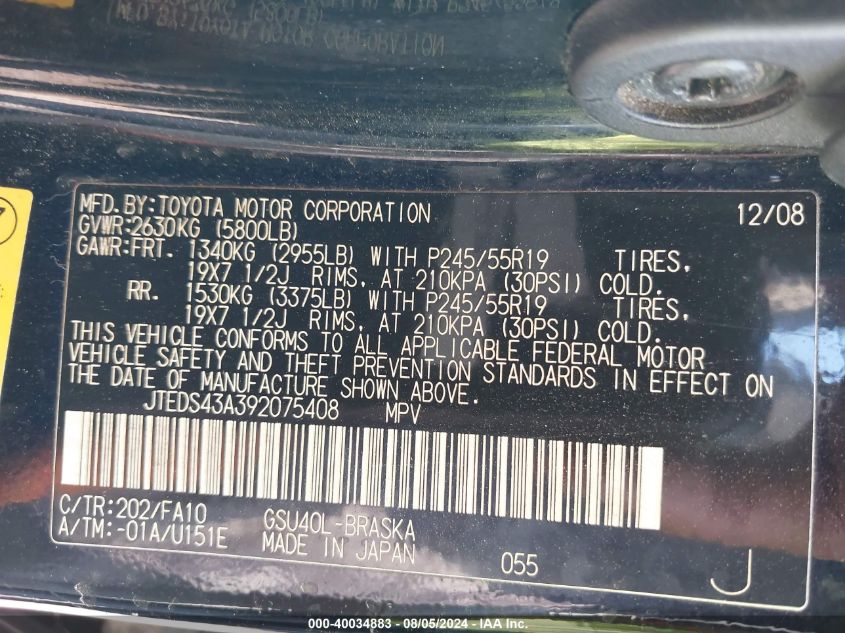 MFD.BY:TOYOTA MOTOR CORPORATION 12/08
GVWR:2630KG (5800LB)
GAWR:FRT. 1340KG (2955LB) WITH P245/55R19 TIRES,
19X7 1/2J RIMS, AT 210KPA (30PSI) COLD.
RR. 1530KG (3375LB) WITH P245/55R19 TIRES,
19X7 1/2J RIMS, AT 210KPA (30PSI) COLD.
THIS VEHICLE CONFORMS TO ALL APPLICABLE FEDERAL MOTOR
VEHICLE SAFETY AND THEFT PREVENTION STANDARDS IN EFFECT ON
THE DATE OF MANUFACTURE SHOWN ABOVE.
JTEDS43A392075408 MPV
C/TR:202/FA10 GSU40L-BRASKA
A/TM:-01A/U151E MADE IN JAPAN 055 J
000-40034883 - 08/05/2024 - IAA Inc.